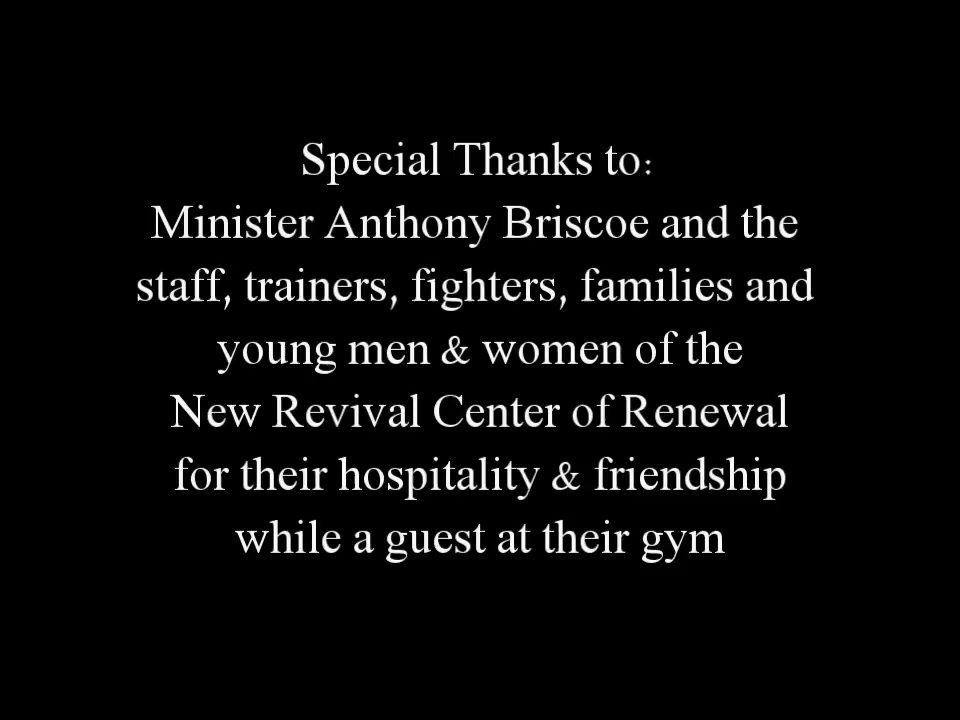 Special Thanks to:
Minister Anthony Briscoe and the
staff, trainers, fighters, families and
young men & women of the
New Revival Center of Renewal
for their hospitality & friendship
while a guest at their gym